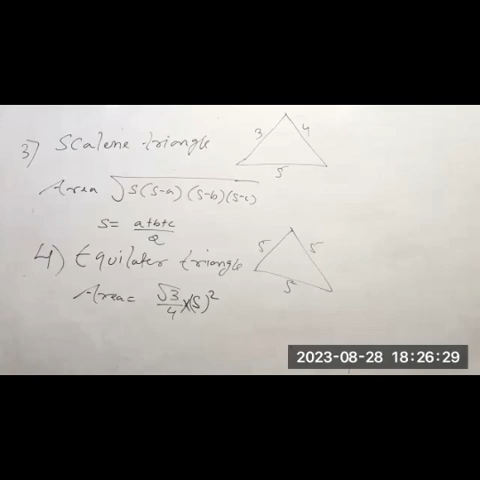 3) Scalene triangle
3 4
5
Area √S(S-a) (S-b)(S-c)
S= a+b+c/2
4) Equilater triangle
5 5
5
Area= √3/4 x(5)²
2023-08-28 18:26:29